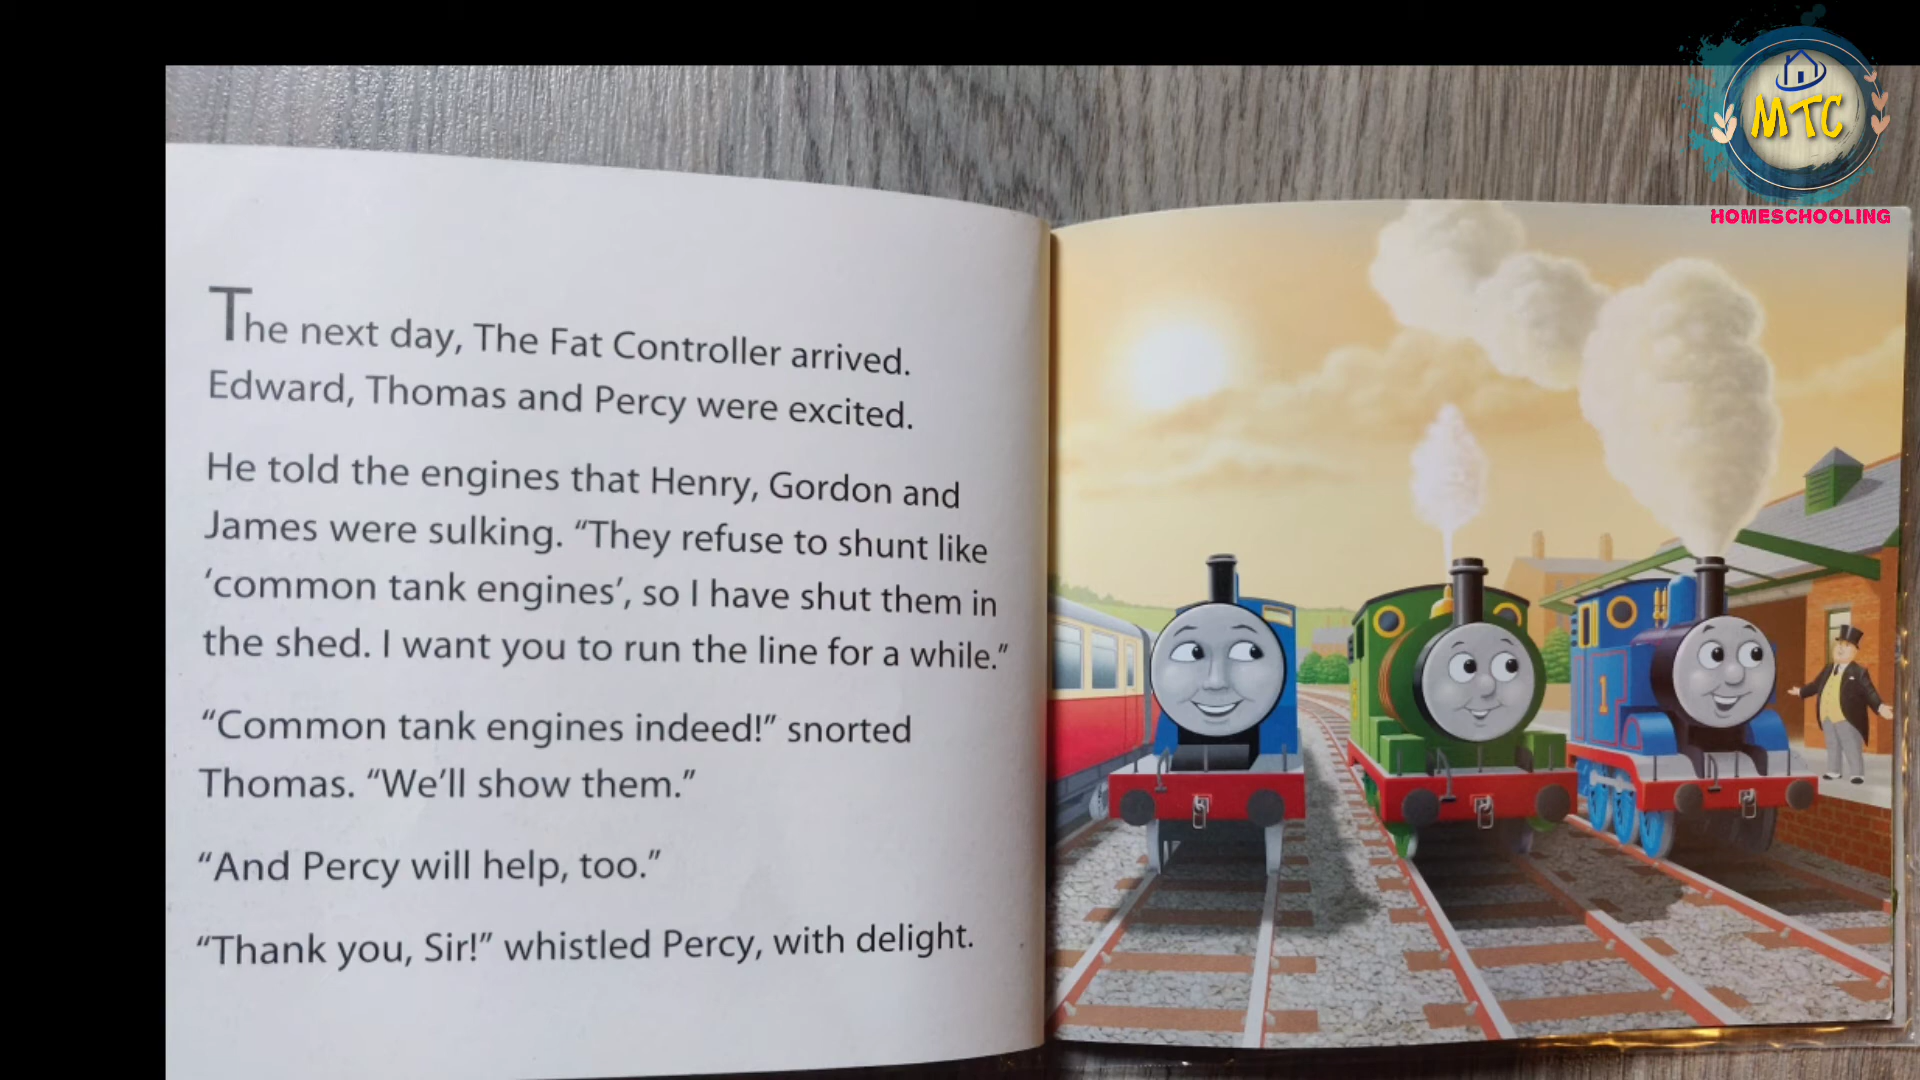 The next day, The Fat Controller arrived.
Edward, Thomas and Percy were excited.
He told the engines that Henry, Gordon and
James were sulking. “They refuse to shunt like
‘common tank engines’, so I have shut them in
the shed. I want you to run the line for a while.”
“Common tank engines indeed!” snorted
Thomas. “We’ll show them.”
“And Percy will help, too.”
“Thank you, Sir!” whistled Percy, with delight.
1
MTC
HOMESCHOOLING